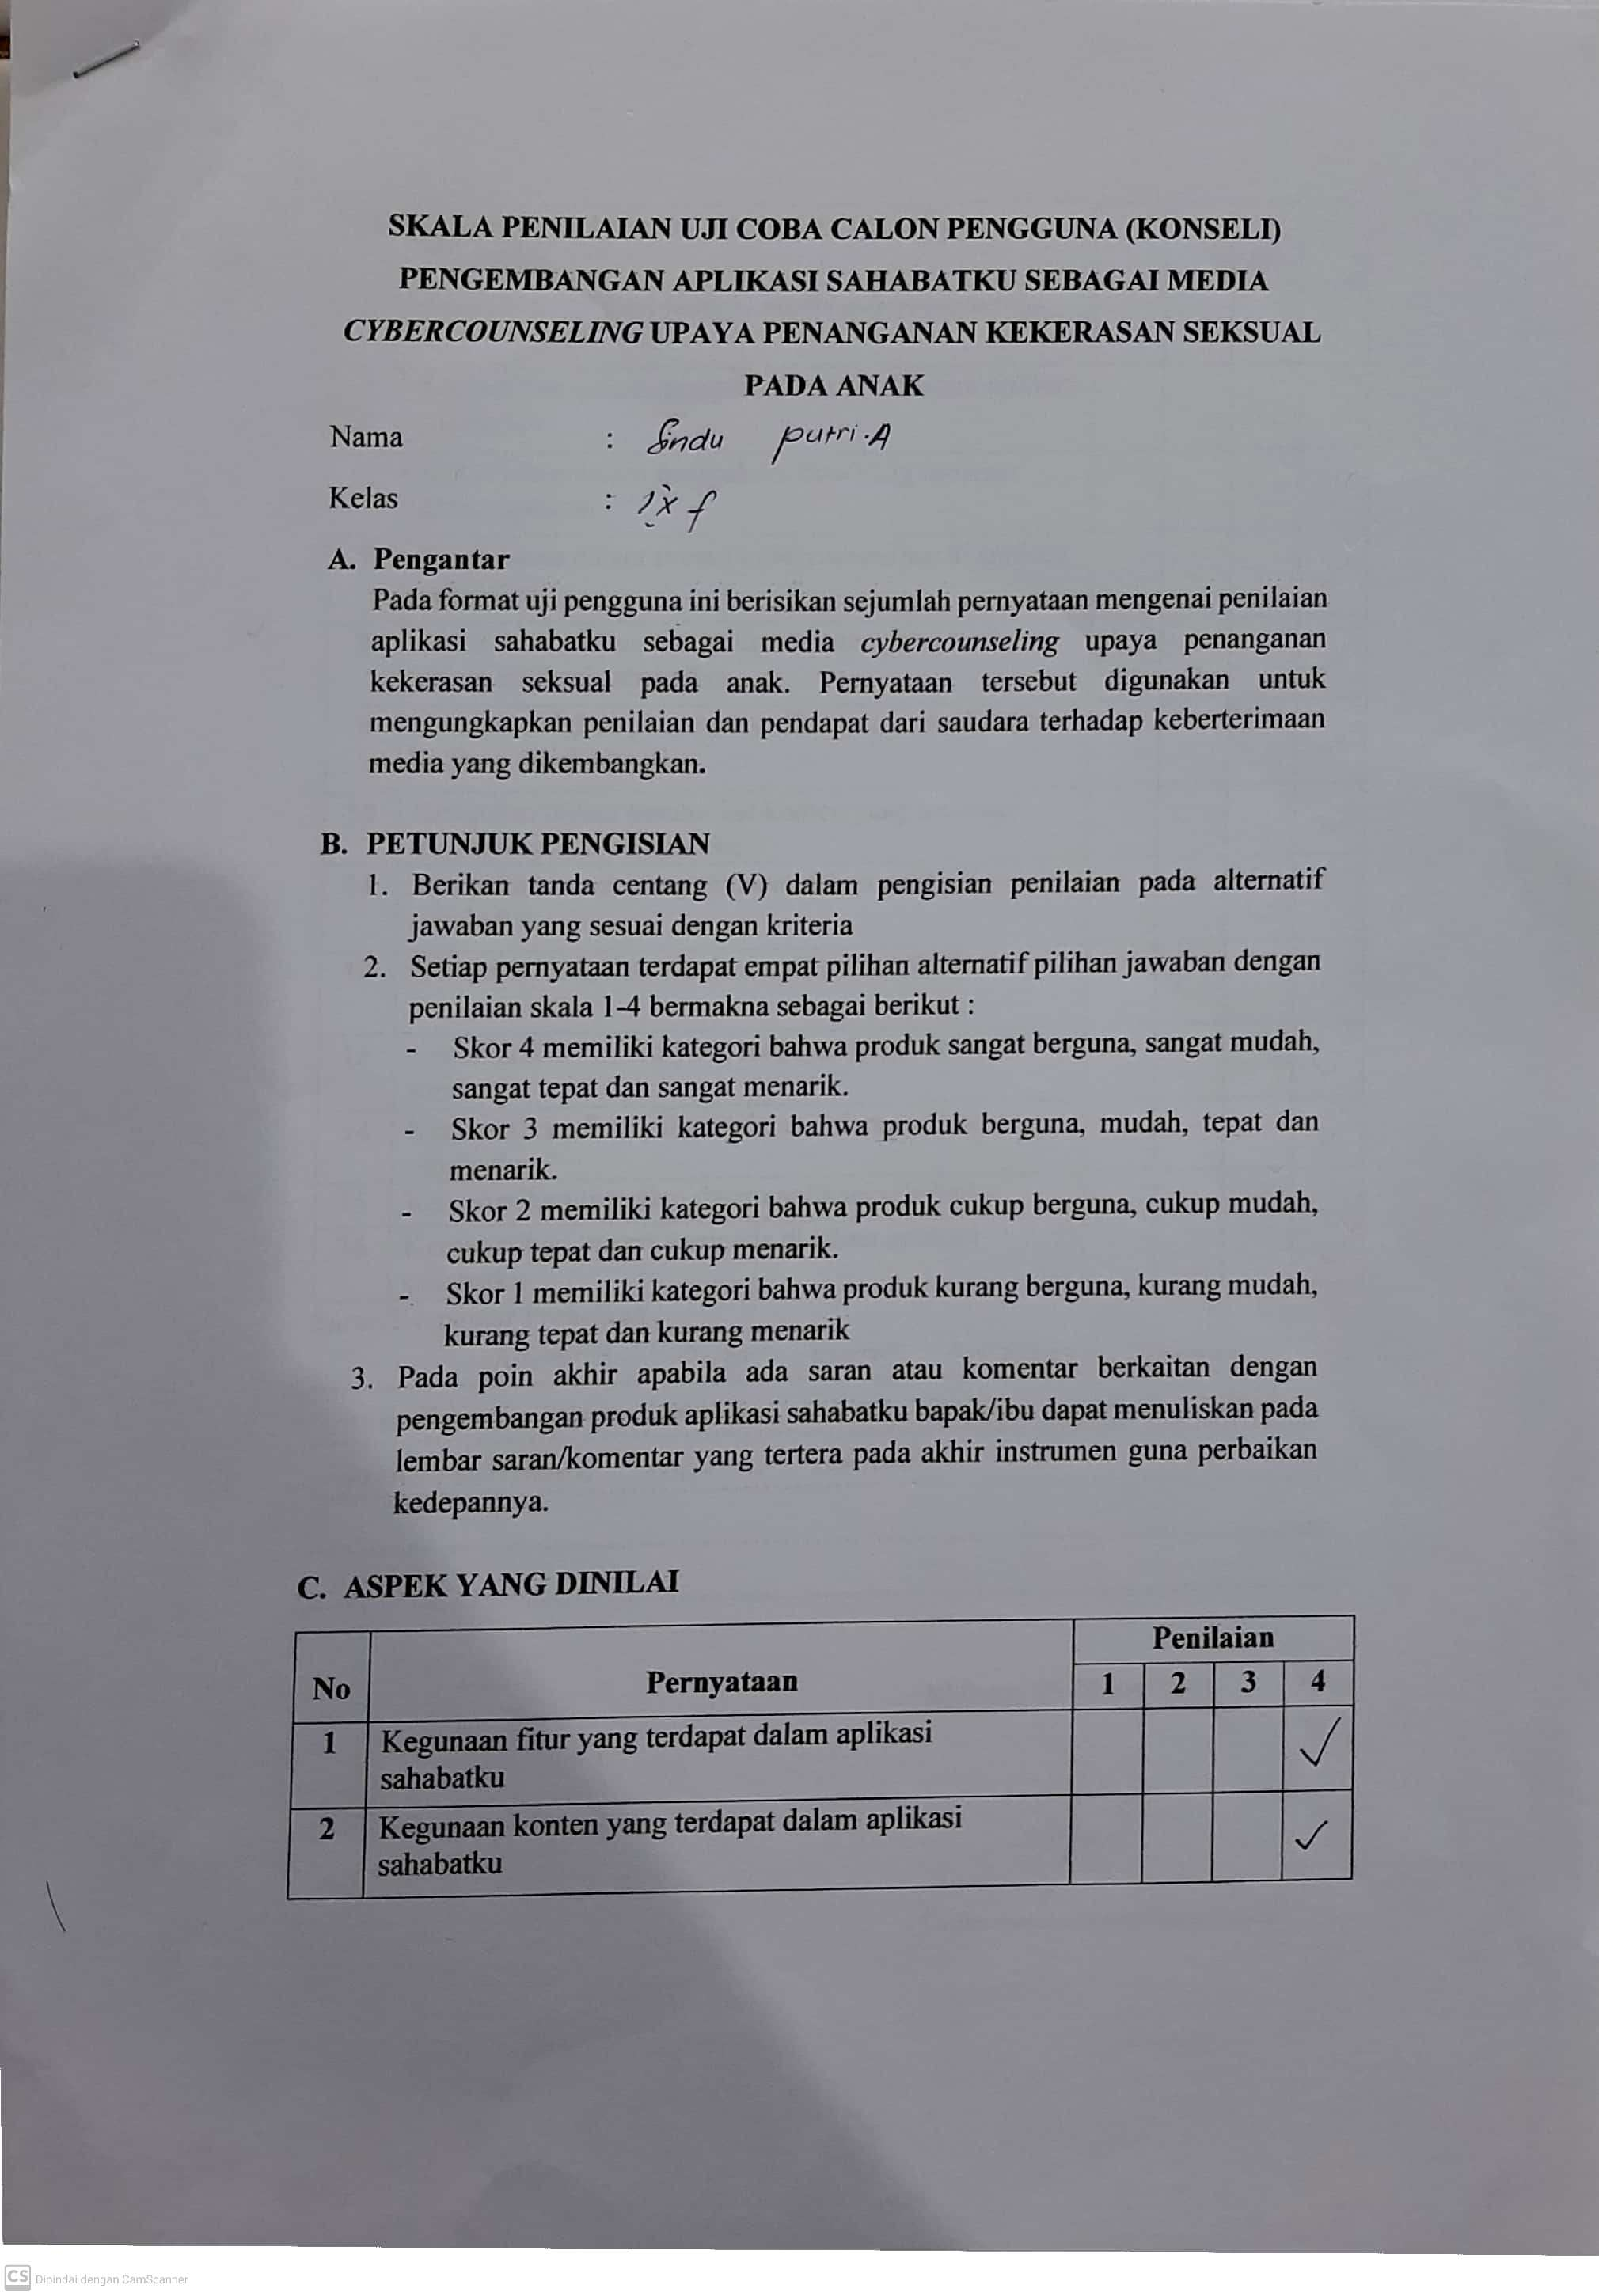 SKALA PENILAIAN UJI COBA CALON PENGGUNA (KONSELI)
PENGEMBANGAN APLIKASI SAHABATKU SEBAGAI MEDIA
CYBERCOUNSELING UPAYA PENANGANAN KEKERASAN SEKSUAL
PADA ANAK
Nama : Sindu putri.A
Kelas : IX f
A. Pengantar
Pada format uji pengguna ini berisikan sejumlah pernyataan mengenai penilaian
aplikasi sahabatku sebagai media cybercounseling upaya penanganan
kekerasan seksual pada anak. Pernyataan tersebut digunakan untuk
mengungkapkan penilaian dan pendapat dari saudara terhadap keberterimaan
media yang dikembangkan.
B. PETUNJUK PENGISIAN
1. Berikan tanda centang (V) dalam pengisian penilaian pada alternatif
jawaban yang sesuai dengan kriteria
2. Setiap pernyataan terdapat empat pilihan alternatif pilihan jawaban dengan
penilaian skala 1-4 bermakna sebagai berikut :
- Skor 4 memiliki kategori bahwa produk sangat berguna, sangat mudah,
sangat tepat dan sangat menarik.
- Skor 3 memiliki kategori bahwa produk berguna, mudah, tepat dan
menarik.
- Skor 2 memiliki kategori bahwa produk cukup berguna, cukup mudah,
cukup tepat dan cukup menarik.
- Skor 1 memiliki kategori bahwa produk kurang berguna, kurang mudah,
kurang tepat dan kurang menarik
3. Pada poin akhir apabila ada saran atau komentar berkaitan dengan
pengembangan produk aplikasi sahabatku bapak/ibu dapat menuliskan pada
lembar saran/komentar yang tertera pada akhir instrumen guna perbaikan
kedepannya.
C. ASPEK YANG DINILAI
No Pernyataan Penilaian
1 2 3 4
1 Kegunaan fitur yang terdapat dalam aplikasi ✓
sahabatku
2 Kegunaan konten yang terdapat dalam aplikasi ✓
sahabatku
CS Dipindai dengan CamScanner